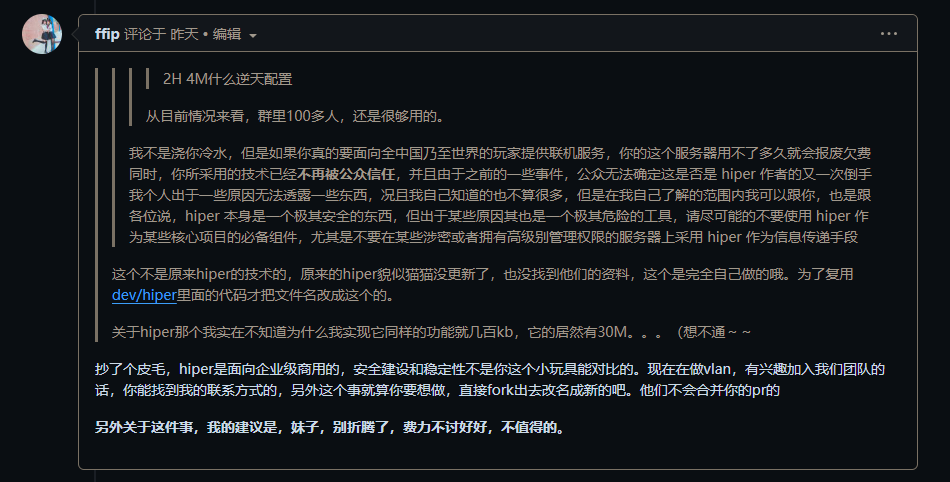 ffip 评论于 昨天 • 编辑
2H 4M什么逆天配置
从目前情况来看，群里100多人，还是很够用的。
我不是浇你冷水，但是如果你真的要面向全中国乃至世界的玩家提供联机服务，你的这个服务器用不了多久就会报废欠费
同时，你所采用的技术已经不再被公众信任，并且由于之前的一些事件，公众无法确定这是否是 hiper 作者的又一次倒手
我个人出于一些原因无法透露一些东西，况且我自己知道的也不算很多，但是在我自己了解的范围内我可以跟你，也是跟
各位说，hiper 本身是一个极其安全的东西，但出于某些原因其也是一个极其危险的工具，请尽可能的不要使用 hiper 作
为某些核心项目的必备组件，尤其是不要在某些涉密或者拥有高级别管理权限的服务器上采用 hiper 作为信息传递手段
这个不是原来hiper的技术的，原来的hiper貌似猫猫没更新了，也没找到他们的资料，这个是完全自己做的哦。为了复用
dev/hiper里面的代码才把文件名改成这个的。
关于hiper那个我实在不知道为什么我实现它同样的功能就几百kb，它的居然有30M。。。（想不通～～
抄了个皮毛，hiper是面向企业级商用的，安全建设和稳定性不是你这个小玩具能对比的。现在在做vlan，有兴趣加入我们团队的
话，你能找到我的联系方式的，另外这个事就算你要想做，直接fork出去改名成新的吧。他们不会合并你的pr的
另外关于这件事，我的建议是，妹子，别折腾了，费力不讨好好，不值得的。